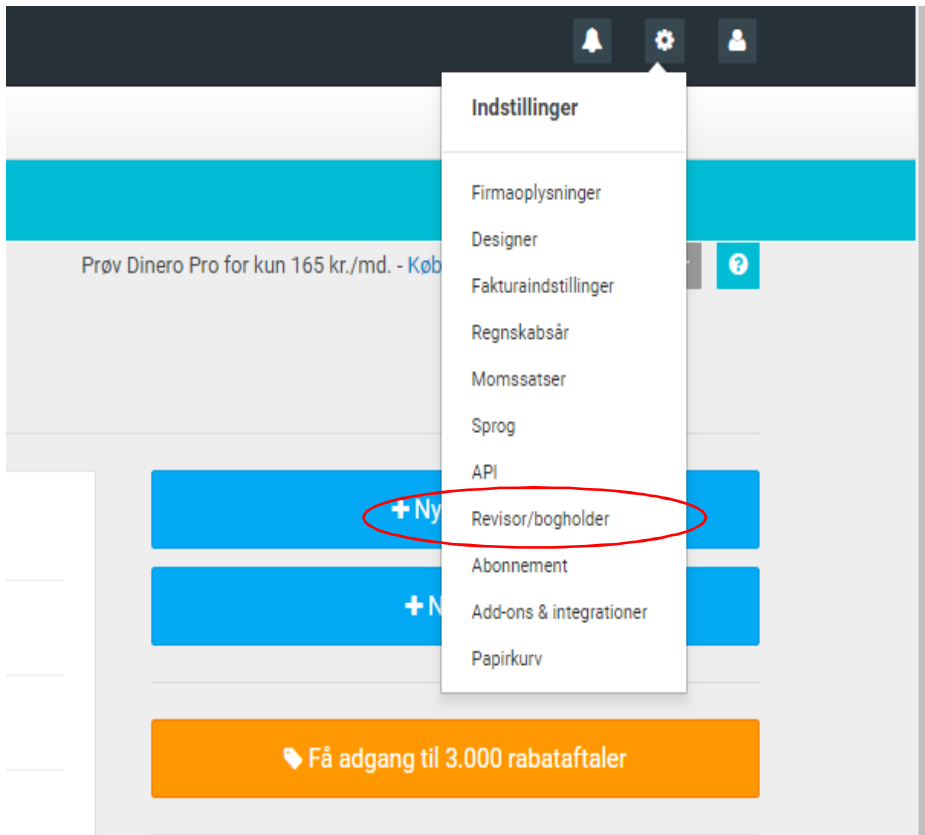 Indstillinger
Firmaoplysninger
Designer
Prøv Dinero Pro for kun 165 kr./md. - Køb
Fakturaindstillinger
Regnskabsår
Momssatser
Sprog
API
Revisor/bogholder
Abonnement
Add-ons & integrationer
Papirkurv
+ Ny
+ N
Få adgang til 3.000 rabataftaler